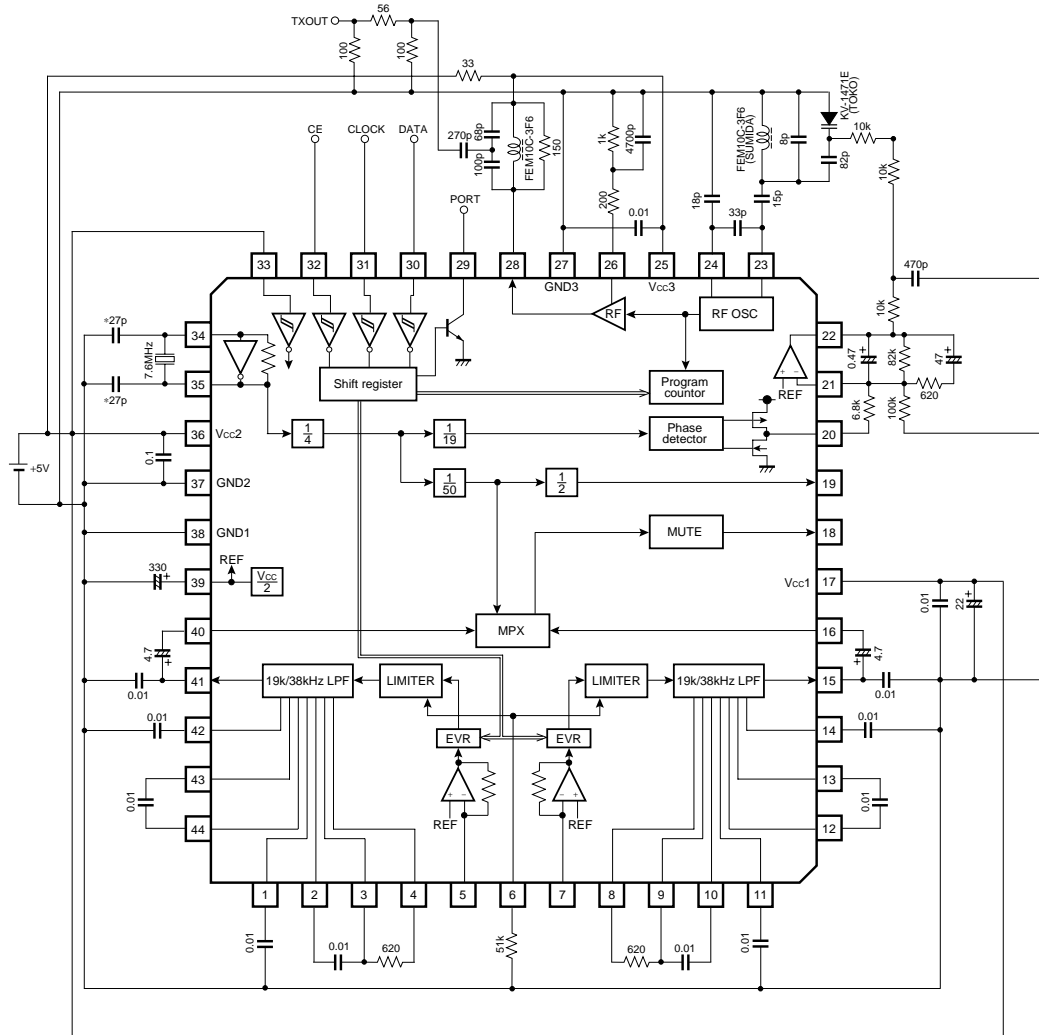 TXOUT
56
100
100
33
CE
CLOCK
DATA
270p
68p
100p
FEM10C-3F6
150
1k
4700p
FEM10C-3F6
(SUMIDA)
8p
KV-1471E
(TOKO)
10k
82p
10k
PORT
200
0.01
18p
33p
15p
470p
10k
33
32
31
30
29
28
27
26
25
24
23
GND3
VCC3
*27p
34
7.6MHz
35
*27p
RF
RF OSC
22
0.47
+
82k
47
+
+
−
REF
21
620
Shift register
Program
countor
6.8k
100k
36
VCC2
1
4
1
19
Phase
detector
20
+5V
0.1
37
GND2
1
50
1
2
19
38
GND1
MUTE
18
330
+
39
REF
VCC
2
VCC1
17
0.01
22
+
40
MPX
16
4.7
+
41
0.01
19k/38kHz LPF
LIMITER
LIMITER
19k/38kHz LPF
15
+
4.7
0.01
0.01
42
EVR
EVR
14
0.01
43
13
0.01
+
−
REF
−
+
REF
0.01
44
12
1
2
3
4
5
6
7
8
9
10
11
0.01
0.01
620
51k
620
0.01
0.01